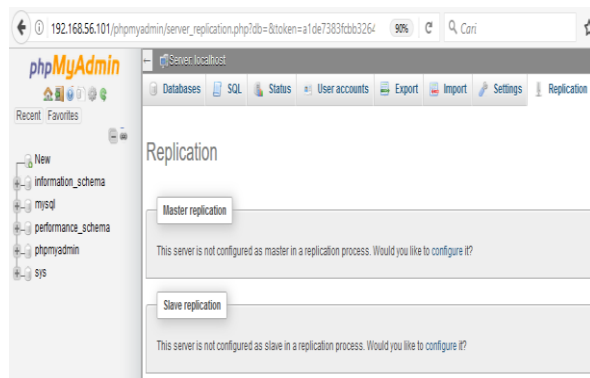 192.168.56.101/phpmyadmin/server_replication.php?db=&token=a1de7383fcbb3264 90% Cari
phpMyAdmin
Recent Favorites
New
information_schema
mysql
performance_schema
phpmyadmin
sys
Server: localhost
Databases SQL Status User accounts Export Import Settings Replication
Replication
Master replication
This server is not configured as master in a replication process. Would you like to configure it?
Slave replication
This server is not configured as slave in a replication process. Would you like to configure it?